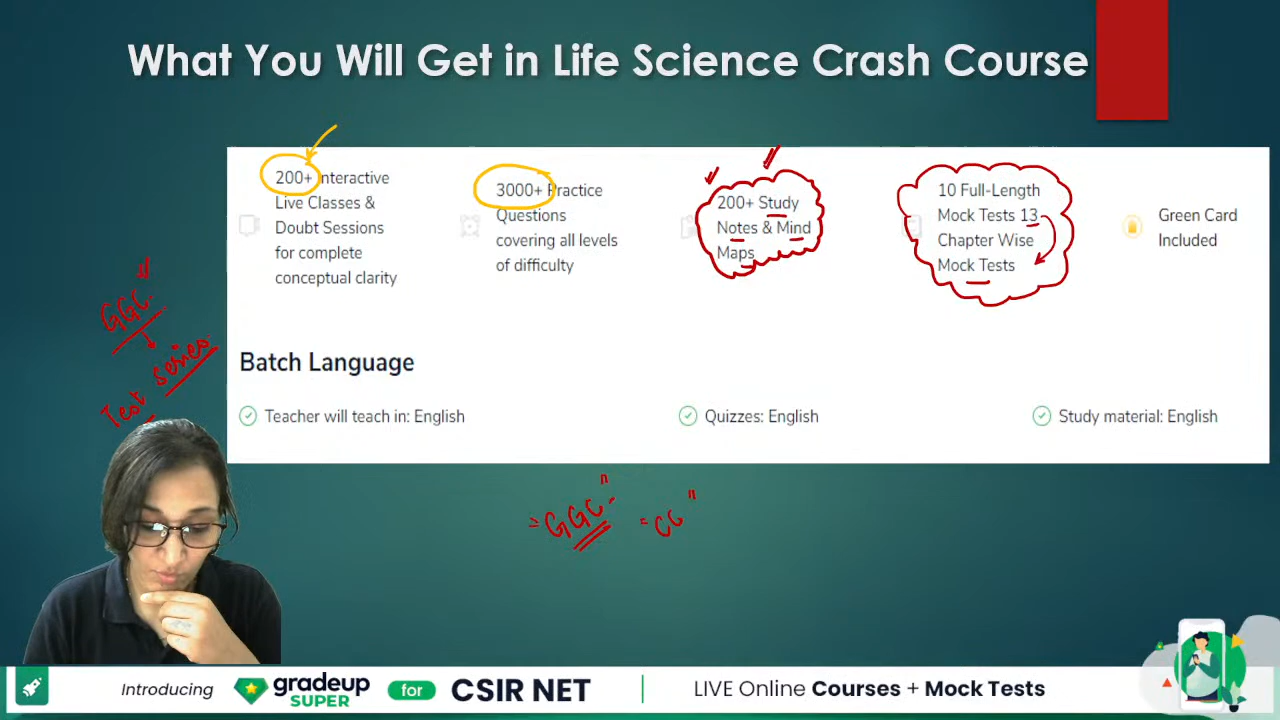 What You Will Get in Life Science Crash Course
200+ Interactive
Live Classes &
Doubt Sessions
for complete
conceptual clarity
3000+ Practice
Questions
covering all levels
of difficulty
200+ Study
Notes & Mind
Maps
10 Full-Length
Mock Tests 13
Chapter Wise
Mock Tests
Green Card
Included
GGC
Test series
Batch Language
Teacher will teach in: English
Quizzes: English
Study material: English
"GGC" "CC"
Introducing gradeup SUPER for CSIR NET LIVE Online Courses + Mock Tests